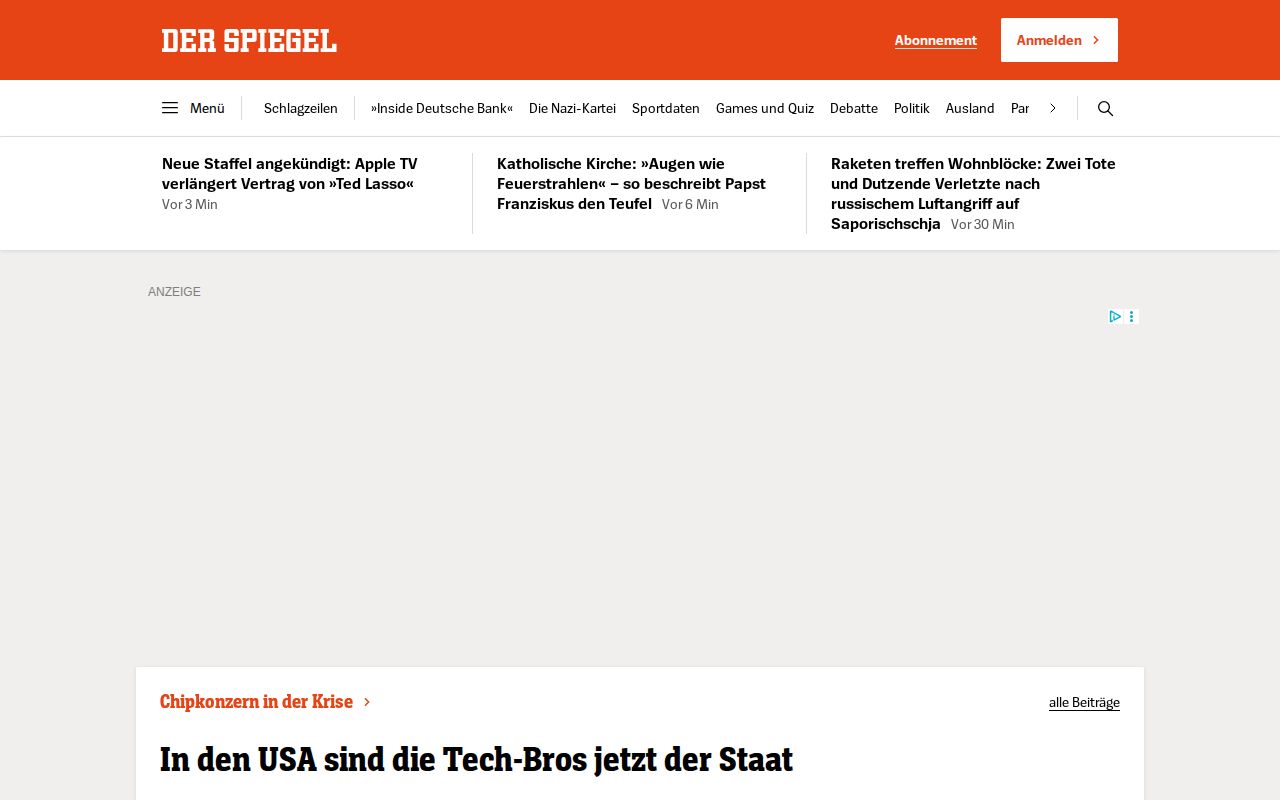 DER SPIEGEL
Abonnement
Anmelden
Menü
Schlagzeilen
»Inside Deutsche Bank«
Die Nazi-Kartei
Sportdaten
Games und Quiz
Debatte
Politik
Ausland
Par
Neue Staffel angekündigt: Apple TV
verlängert Vertrag von »Ted Lasso«
Vor 3 Min
Katholische Kirche: »Augen wie
Feuerstrahlen« – so beschreibt Papst
Franziskus den Teufel Vor 6 Min
Raketen treffen Wohnblöcke: Zwei Tote
und Dutzende Verletzte nach
russischem Luftangriff auf
Saporischschja Vor 30 Min
ANZEIGE
Chipkonzern in der Krise
alle Beiträge
In den USA sind die Tech-Bros jetzt der Staat